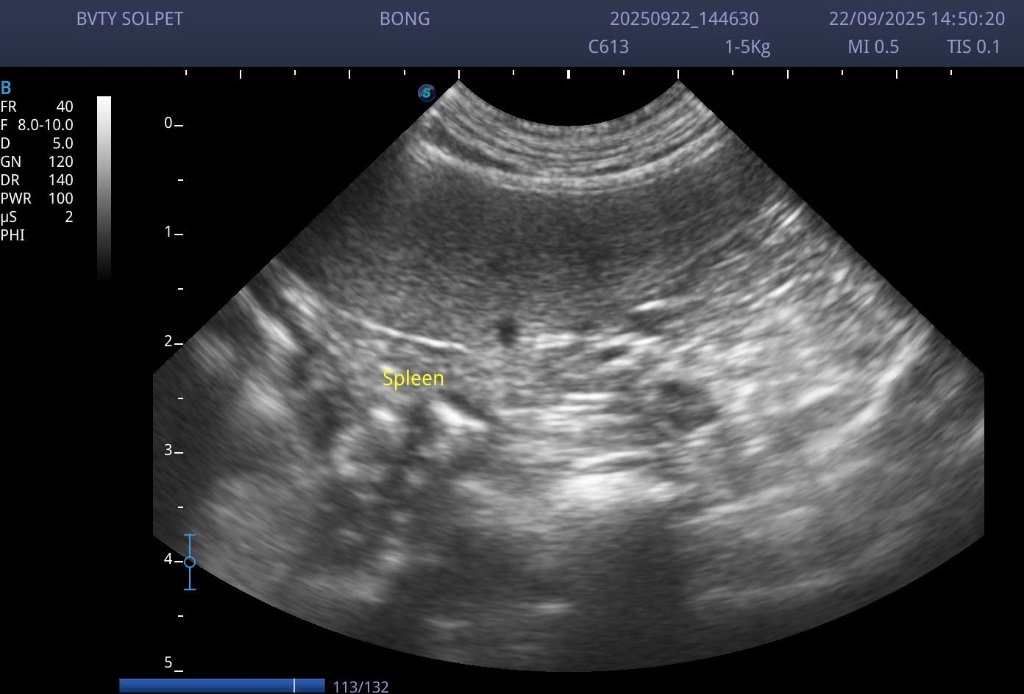 BVTY SOLPET BONG 20250922_144630 22/09/2025 14:50:20
C613 1-5Kg MI 0.5 TIS 0.1
B
FR 40
F 8.0-10.0
D 5.0
GN 120
DR 140
PWR 100
µS 2
PHI
S
0
1
2
Spleen
3
4
5
113/132